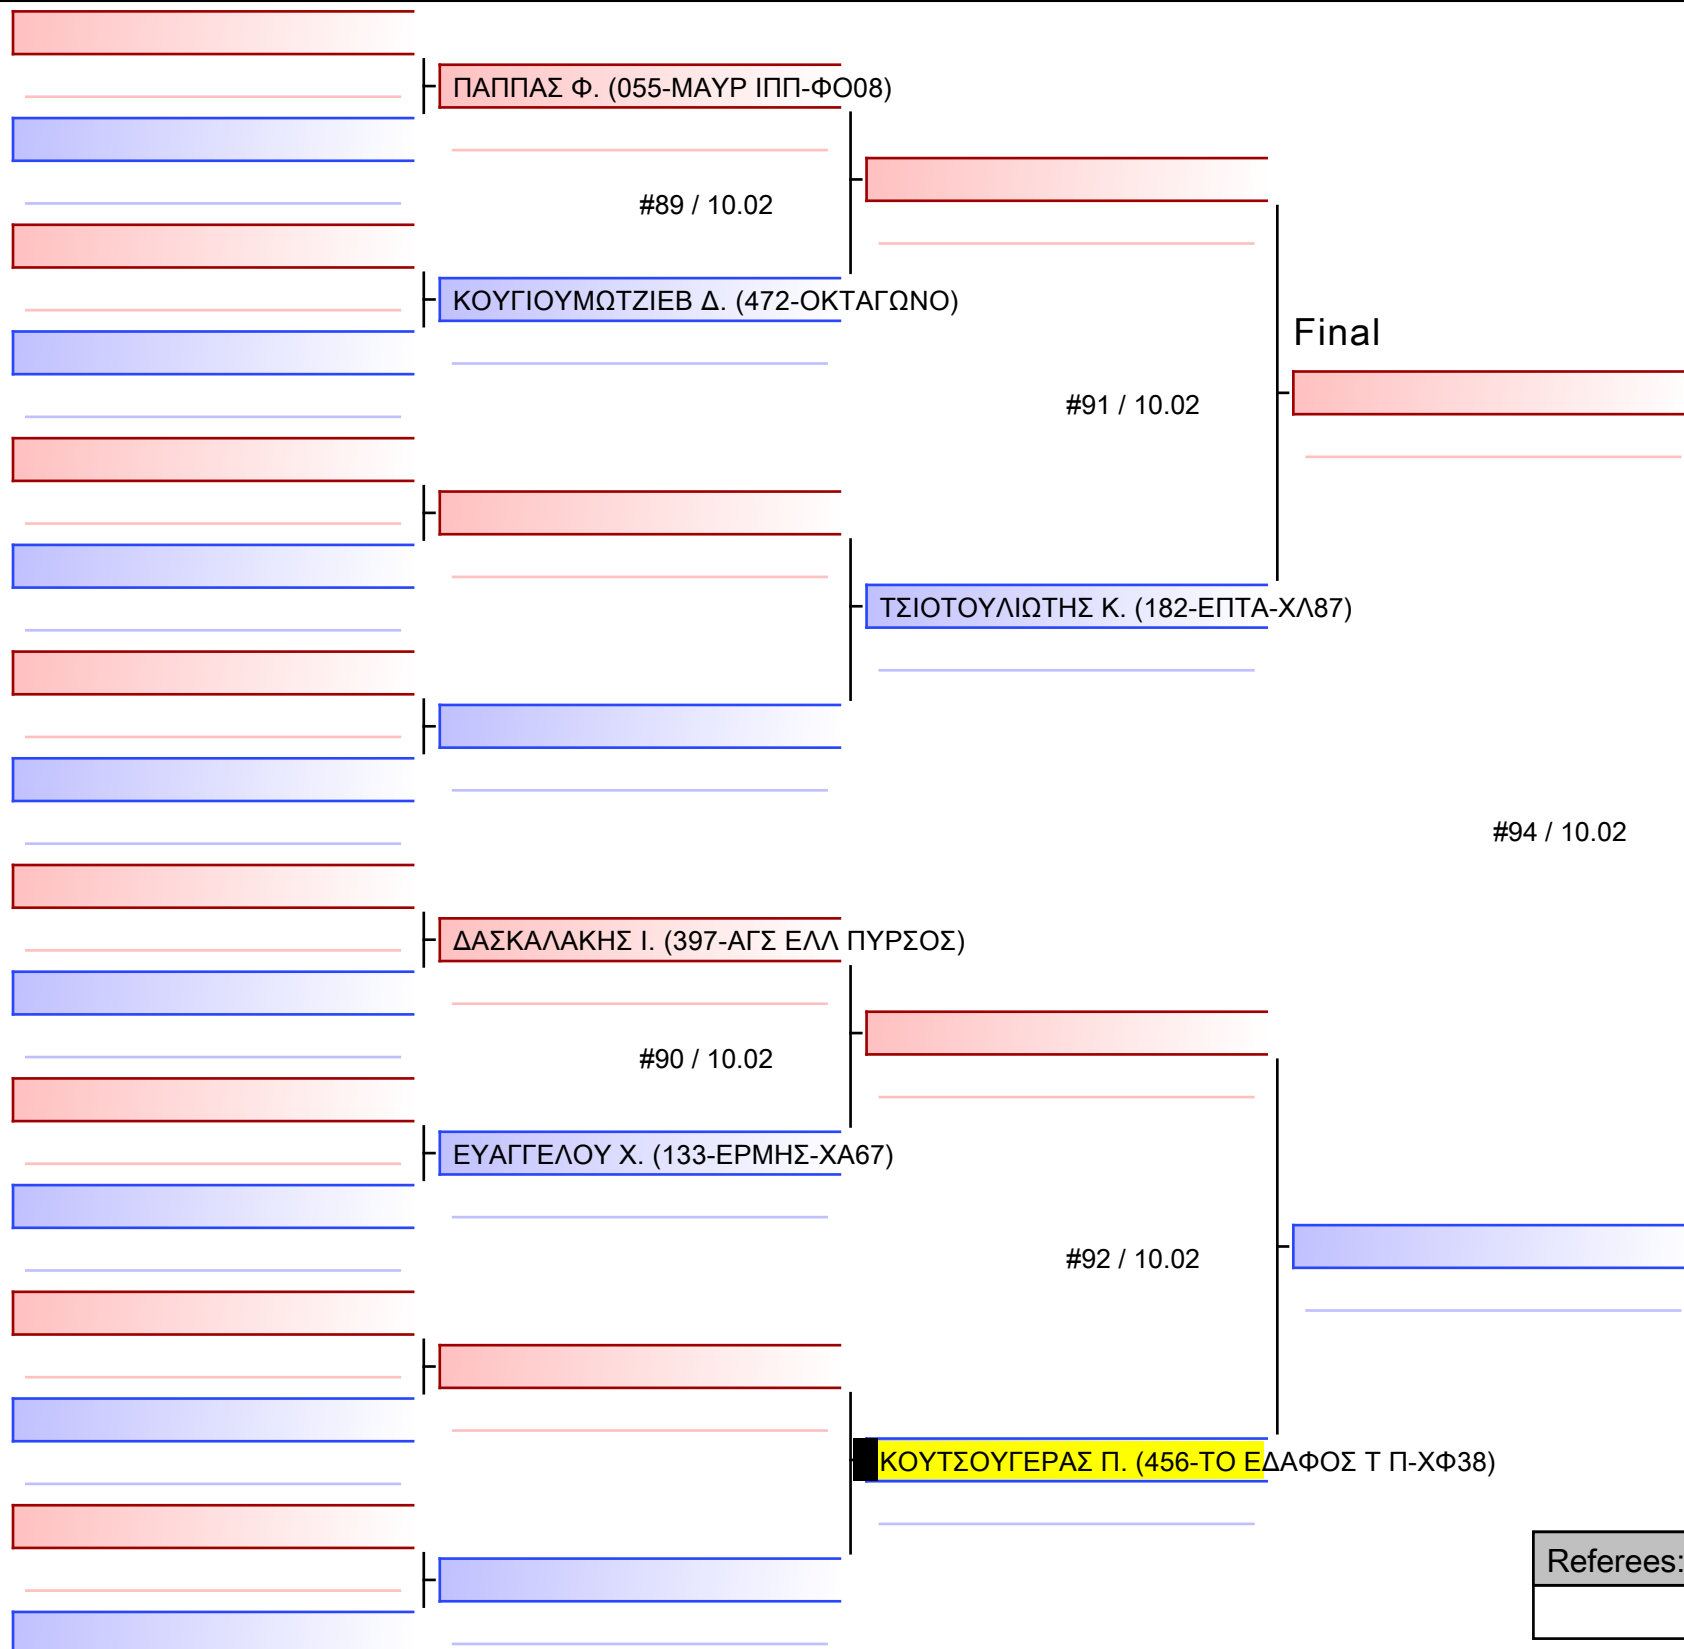 ΠΑΠΠΑΣ Φ. (055-ΜΑΥΡ ΙΠΠ-ΦΟ08)
#89 / 10.02
ΚΟΥΓΙΟΥΜΩΤΖΙΕΒ Δ. (472-ΟΚΤΑΓΩΝΟ)
Final
#91 / 10.02
ΤΣΙΟΤΟΥΛΙΩΤΗΣ Κ. (182-ΕΠΤΑ-ΧΛ87)
#94 / 10.02
ΔΑΣΚΑΛΑΚΗΣ Ι. (397-ΑΓΣ ΕΛΛ ΠΥΡΣΟΣ)
#90 / 10.02
ΕΥΑΓΓΕΛΟΥ Χ. (133-ΕΡΜΗΣ-ΧΑ67)
#92 / 10.02
ΚΟΥΤΣΟΥΓΕΡΑΣ Π. (456-ΤΟ ΕΔΑΦΟΣ Τ Π-ΧΦ38)
Referees: